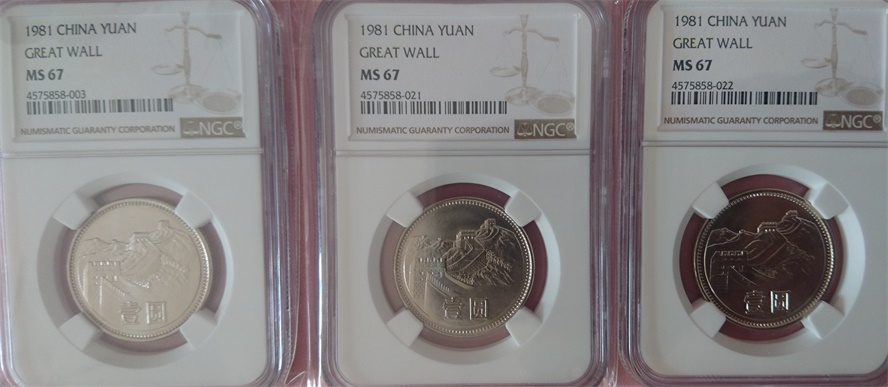 1981 CHINA YUAN
GREAT WALL
MS 67
4575858-003
NUMISMATIC GUARANTY CORPORATION NGC®
壹圆
1981 CHINA YUAN
GREAT WALL
MS 67
4575858-021
NUMISMATIC GUARANTY CORPORATION NGC®
壹圆
1981 CHINA YUAN
GREAT WALL
MS 67
4575858-022
NUMISMATIC GUARANTY CORPORATION NGC®
壹圆